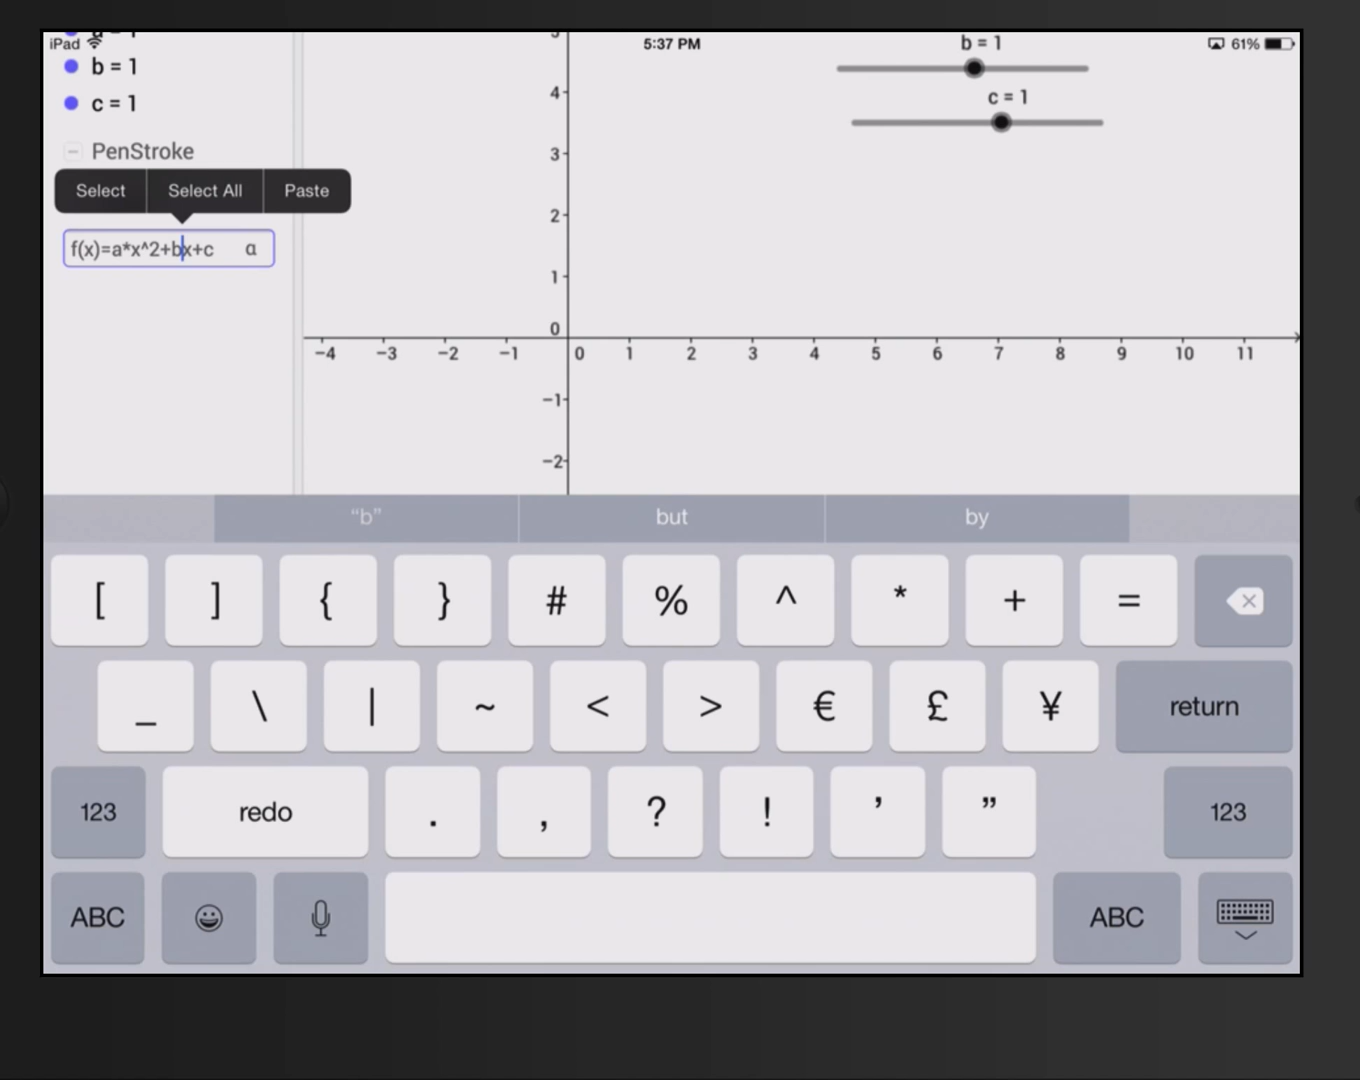 a = 1
iPad
5:37 PM
61%
b = 1
c = 1
b = 1
c = 1
PenStroke
Select
Select All
Paste
f(x)=a*x^2+bx+c
α
5
4
3
2
1
0
-4 -3 -2 -1 0 1 2 3 4 5 6 7 8 9 10 11
-1
-2
“b” but by
[ ] { } # % ^ * + =
_ \ | ~ < > € £ ¥ return
123 redo . , ? ! ’ ” 123
ABC ABC